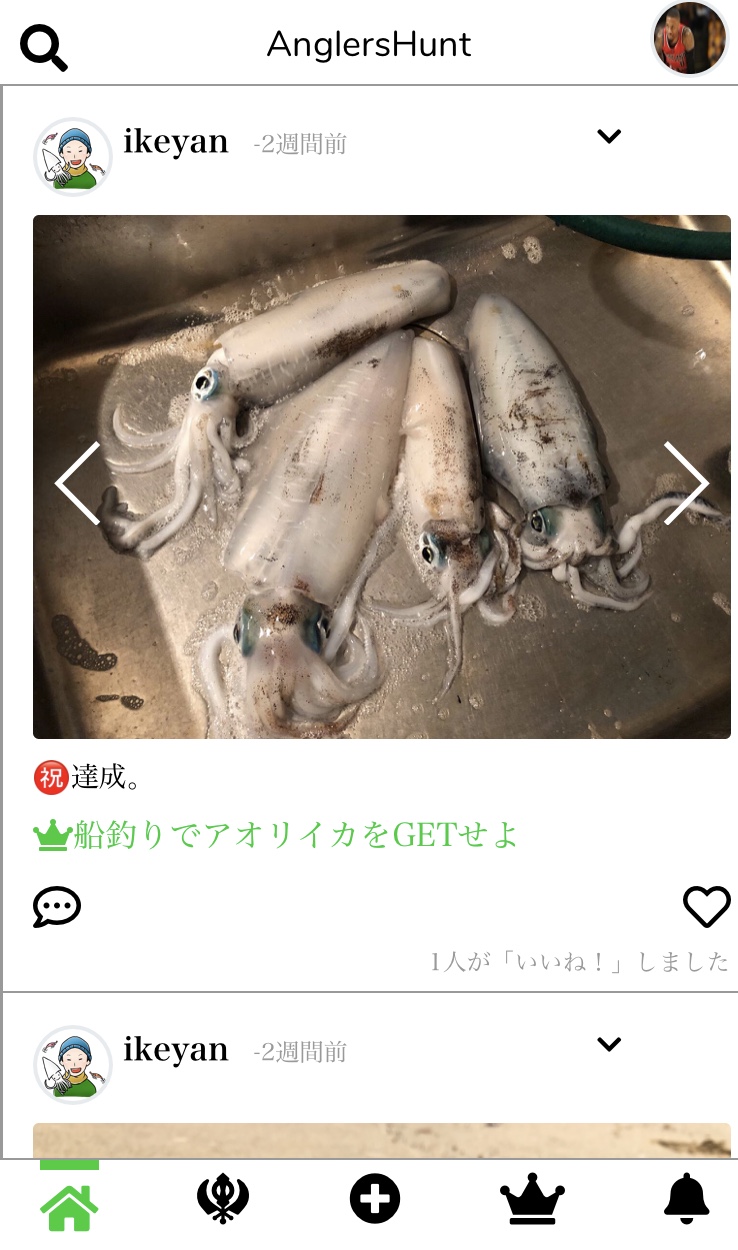 AnglersHunt
ikeyan -2週間前
㊗達成。
船釣りでアオリイカをGETせよ
1人が「いいね！」しました
ikeyan -2週間前